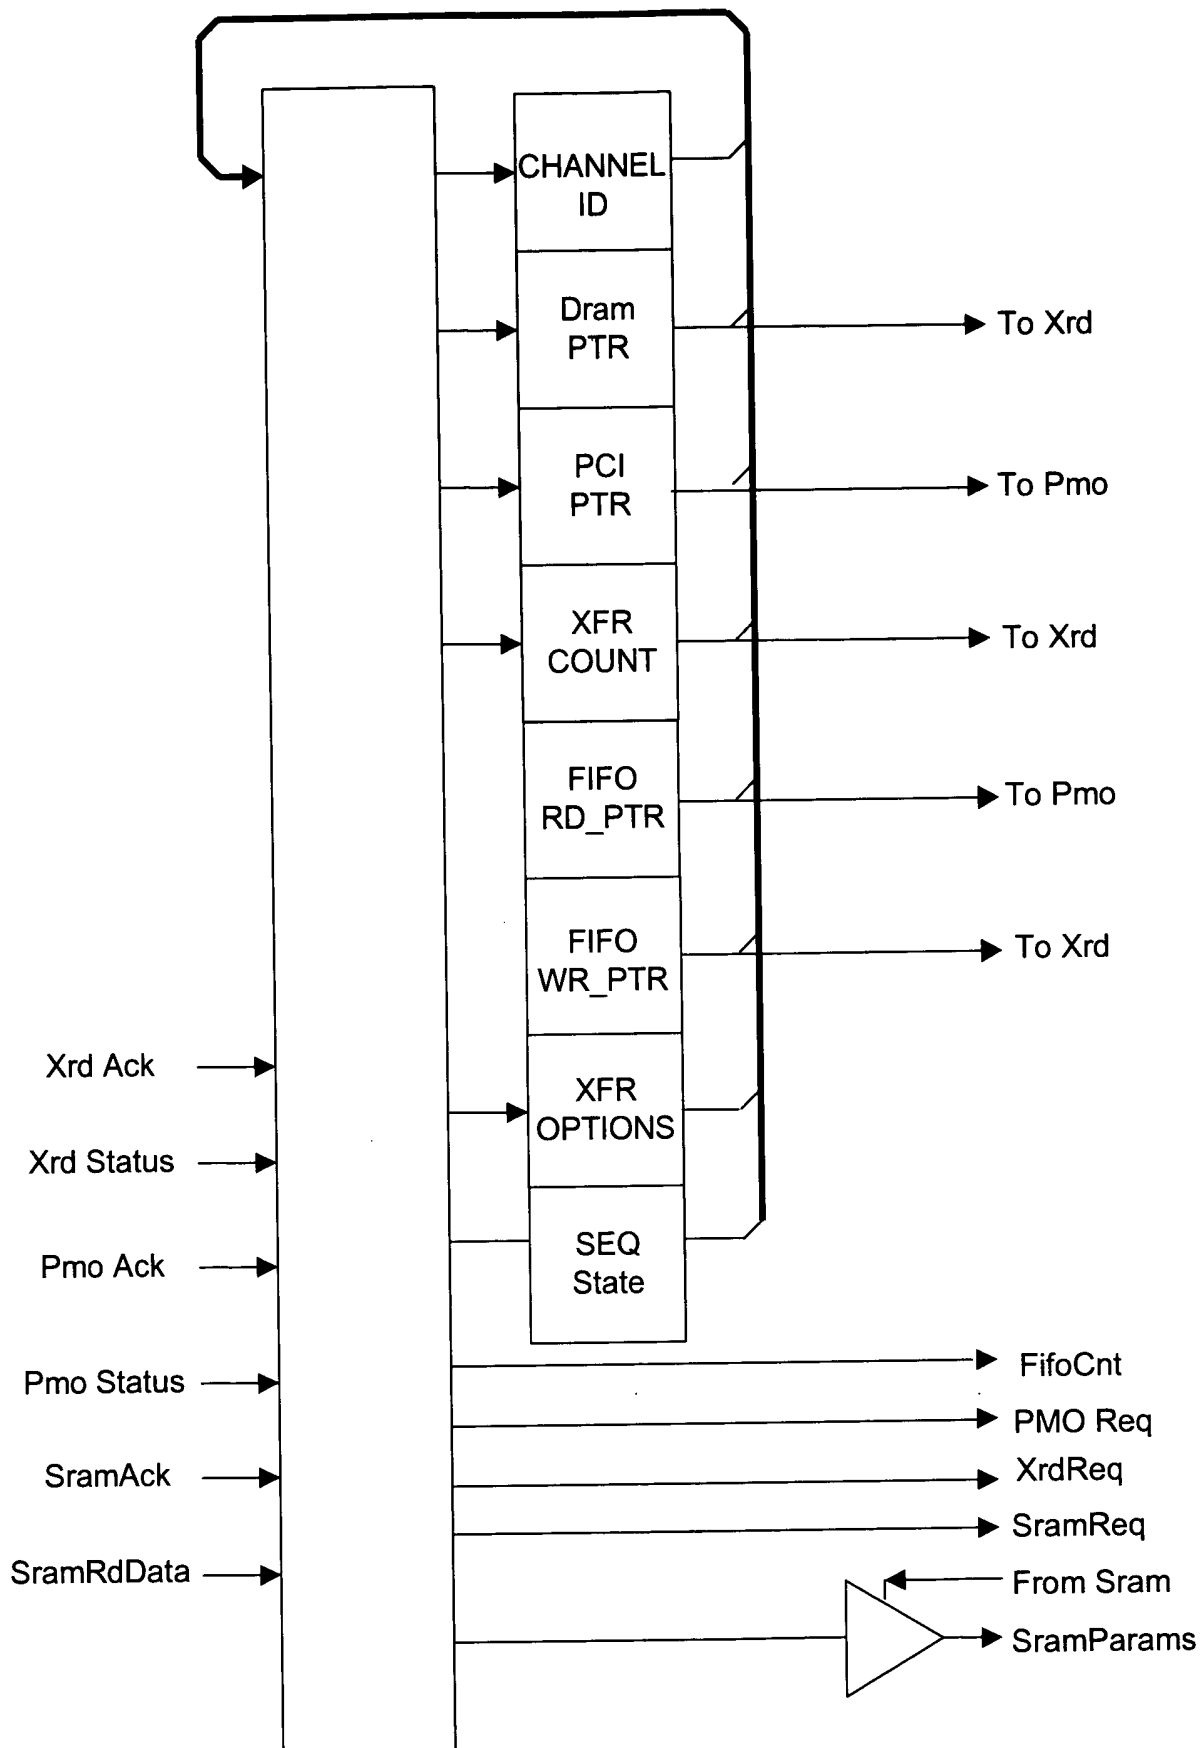 CHANNEL
ID
Dram
PTR
To Xrd
PCI
PTR
To Pmo
XFR
COUNT
To Xrd
FIFO
RD_PTR
To Pmo
FIFO
WR_PTR
To Xrd
Xrd Ack
XFR
OPTIONS
Xrd Status
SEQ
State
Pmo Ack
FifoCnt
Pmo Status
PMO Req
SramAck
XrdReq
SramReq
SramRdData
From Sram
SramParams